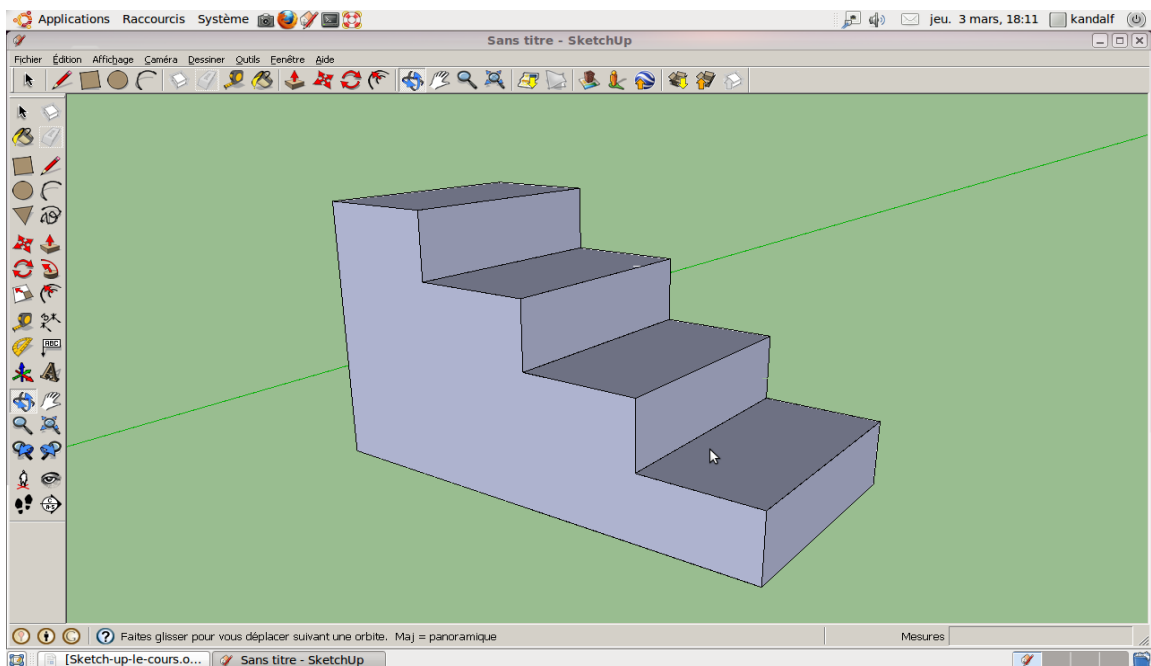 Applications Raccourcis Système jeu. 3 mars, 18:11 kandalf
Sans titre - SketchUp
Fichier Édition Affichage Caméra Dessiner Outils Fenêtre Aide
ABC
Faites glisser pour vous déplacer suivant une orbite. Maj = panoramique Mesures
[Sketch-up-le-cours.o... Sans titre - SketchUp